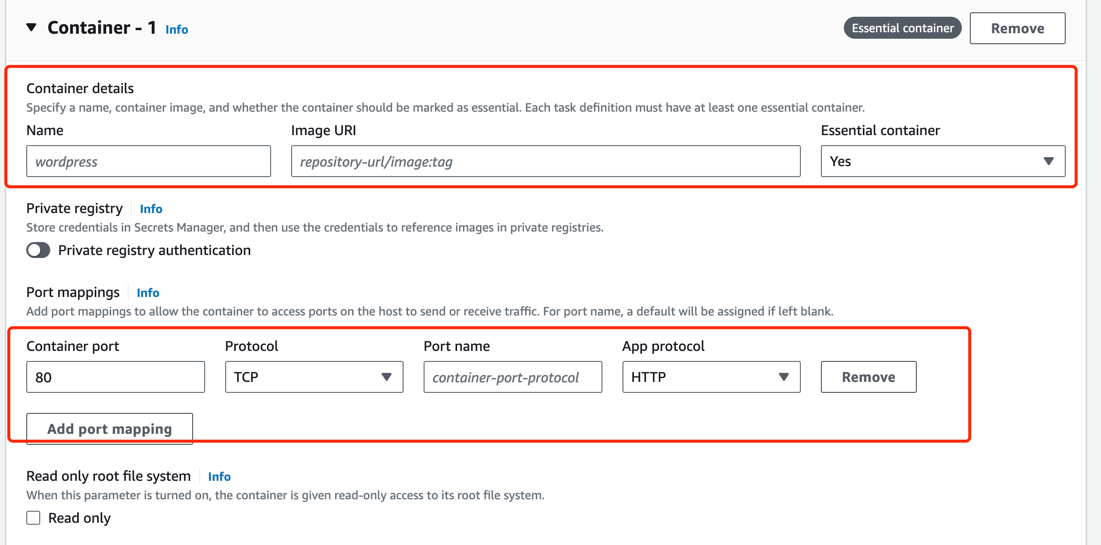 Container - 1 Info Essential container Remove
Container details
Specify a name, container image, and whether the container should be marked as essential. Each task definition must have at least one essential container.
Name Image URI Essential container
wordpress repository-url/image:tag Yes
Private registry Info
Store credentials in Secrets Manager, and then use the credentials to reference images in private registries.
Private registry authentication
Port mappings Info
Add port mappings to allow the container to access ports on the host to send or receive traffic. For port name, a default will be assigned if left blank.
Container port Protocol Port name App protocol
80 TCP container-port-protocol HTTP Remove
Add port mapping
Read only root file system Info
When this parameter is turned on, the container is given read-only access to its root file system.
Read only